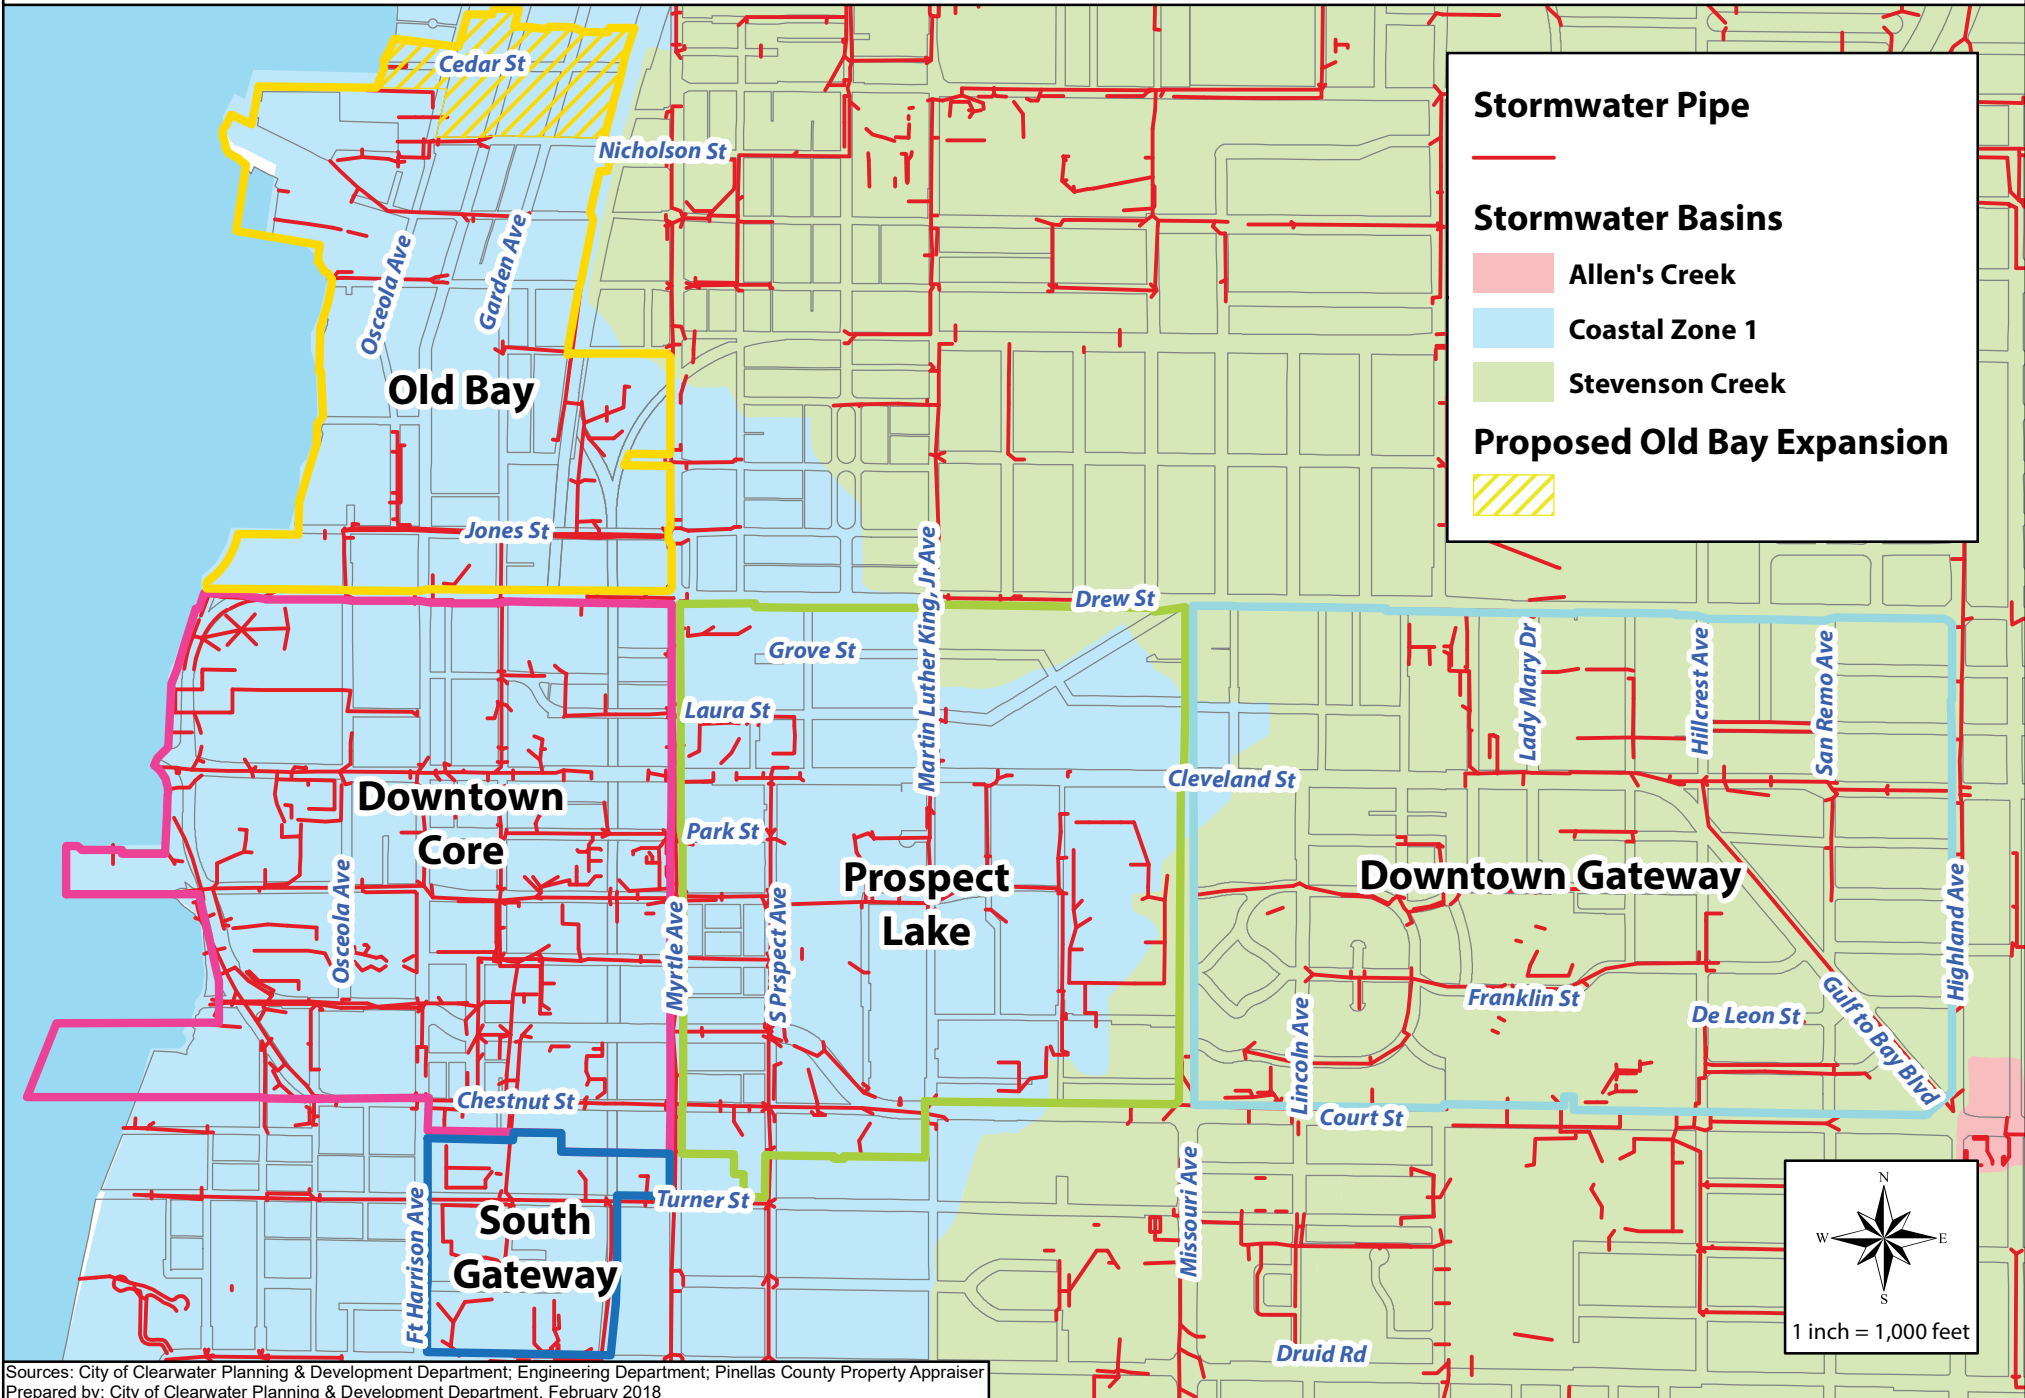 Cedar St
Nicholson St
Osceola Ave
Garden Ave
Old Bay
Jones St
Stormwater Pipe
Stormwater Basins
Allen's Creek
Coastal Zone 1
Stevenson Creek
Proposed Old Bay Expansion
Drew St
Grove St
Martin Luther King, Jr Ave
Laura St
Lady Mary Dr
Hillcrest Ave
San Remo Ave
Cleveland St
Downtown
Core
Park St
Prospect
Lake
Downtown Gateway
Osceola Ave
Myrtle Ave
S Prspect Ave
Highland Ave
Franklin St
De Leon St
Gulf to Bay Blvd
Lincoln Ave
Chestnut St
Court St
Turner St
Ft Harrison Ave
South
Gateway
Missouri Ave
Druid Rd
N
W
E
S
1 inch = 1,000 feet
Sources: City of Clearwater Planning & Development Department; Engineering Department; Pinellas County Property Appraiser
Prepared by: City of Clearwater Planning & Development Department, February 2018